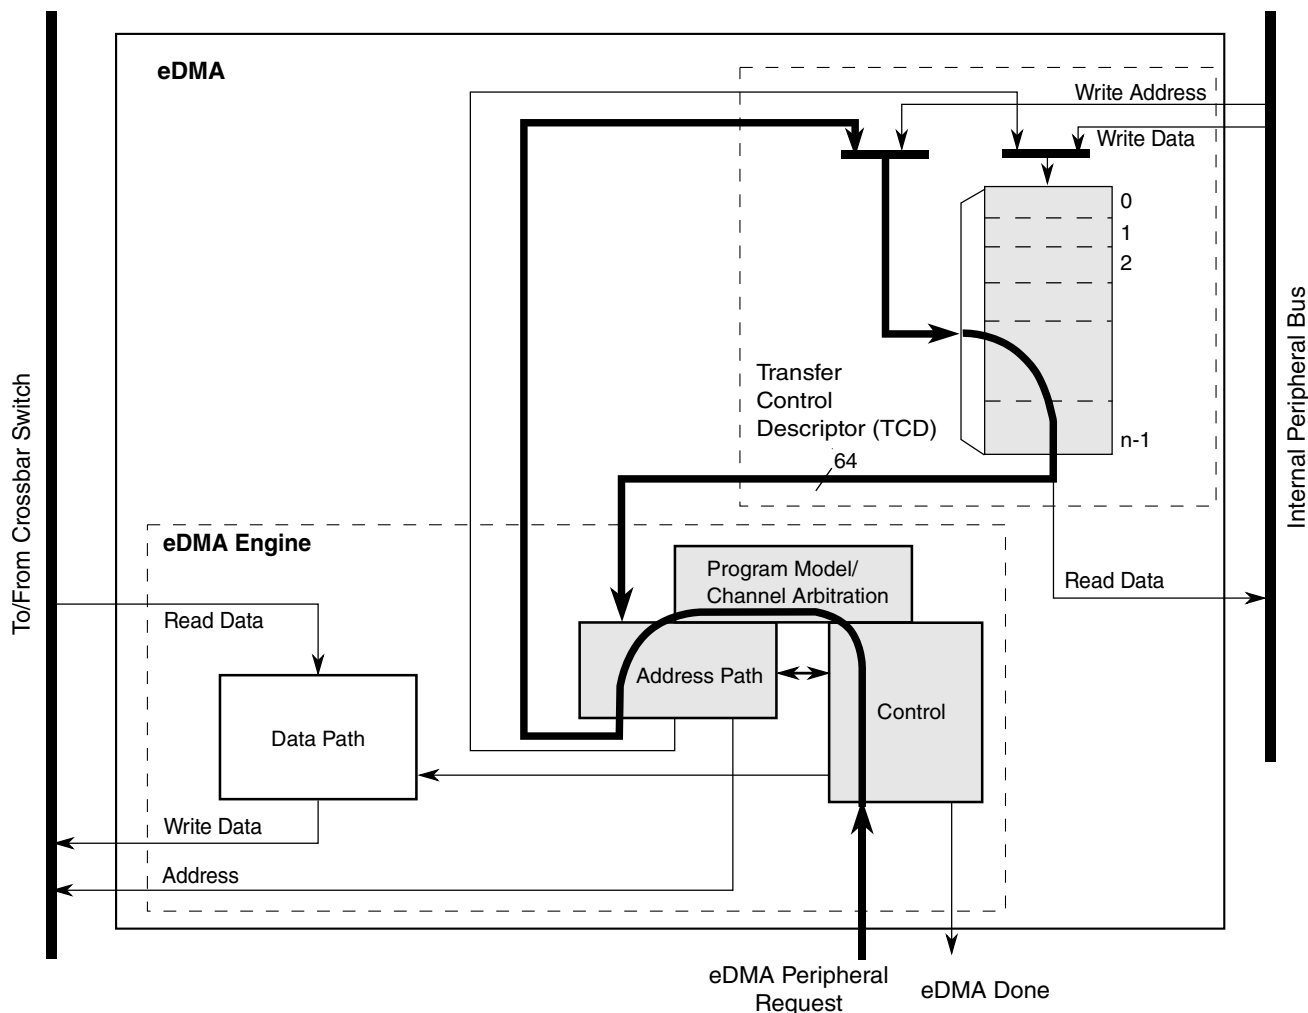 eDMA
Write Address
Write Data
0
1
2
Transfer
Control
Descriptor (TCD)
n-1
64
To/From Crossbar Switch
Internal Peripheral Bus
eDMA Engine
Program Model/
Channel Arbitration
Read Data
Read Data
Address Path
Control
Data Path
Write Data
Address
eDMA Peripheral
Request
eDMA Done